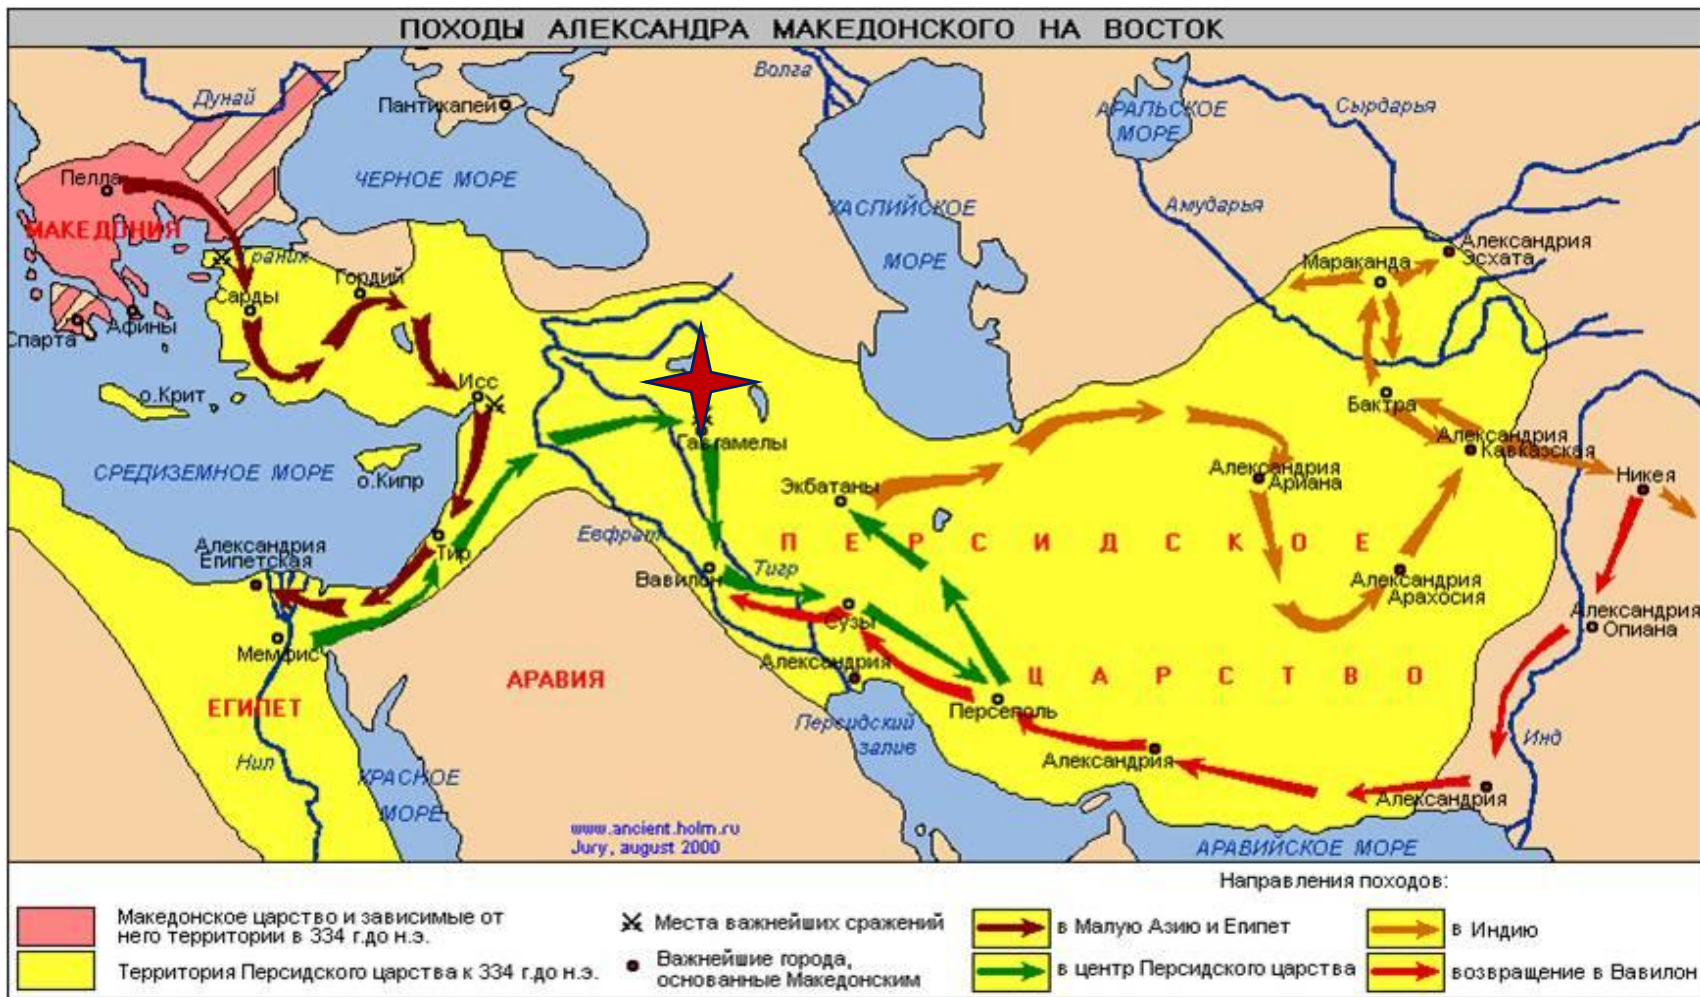 ПОХОДЫ АЛЕКСАНДРА МАКЕДОНСКОГО НА ВОСТОК
Дунай
Пантикапей
Волга
АРАЛЬСКОЕ
МОРЕ
Сырдарья
Пелла
ЧЕРНОЕ МОРЕ
КАСПИЙСКОЕ
МОРЕ
Амударья
МАКЕДОНИЯ
Граник
Гордий
Сарды
Мараканда
Александрия
Эсхата
Спарта
Афины
о.Крит
Исс
Гавгамелы
Бактра
Александрия
Кавказская
СРЕДИЗЕМНОЕ МОРЕ
о.Кипр
Экбатаны
Александрия
Ариана
Никея
Александрия
Египетская
Тир
Евфрат
Вавилон
Тигр
ПЕРСИДСКОЕ
Александрия
Арахосия
Мемфис
Сузы
Александрия
Опиана
ЕГИПЕТ
АРАВИЯ
Александрия
ЦАРСТВО
Персеполь
Нил
КРАСНОЕ
МОРЕ
Персидский
залив
Александрия
Александрия
Инд
www.ancient.holm.ru
Jury, august 2000
АРАВИЙСКОЕ МОРЕ
Направления походов:
Македонское царство и зависимые от
него территории в 334 г.до н.э.
Территория Персидского царства к 334 г.до н.э.
Места важнейших сражений
Важнейшие города,
основанные Македонским
в Малую Азию и Египет
в центр Персидского царства
в Индию
возвращение в Вавилон